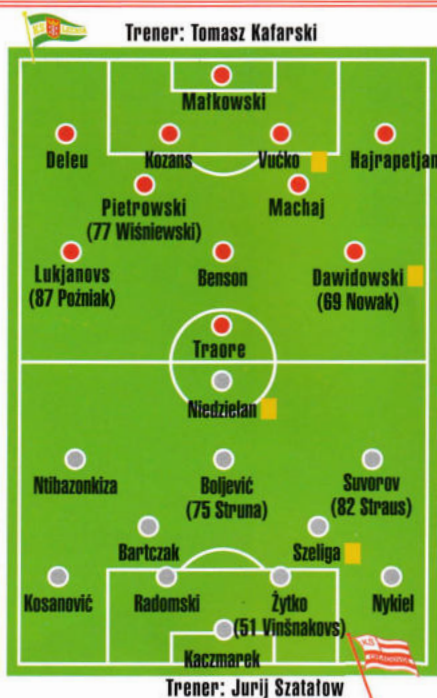 Trener: Tomasz Kafarski
Małkowski
Deleu Kozans Vućko Hajrapetjan
Pietrowski Machaj
(77 Wiśniewski)
Lukjanovs Benson Dawidowski
(87 Poźniak) (69 Nowak)
Traore
Niedzielan
Ntibazonkiza Boljević Suvorov
(75 Struna) (82 Straus)
Bartczak Szeliga
Kosanović Radomski Żytko Nykiel
(51 Vinšnakovs)
Kaczmarek
Trener: Jurij Szatałow